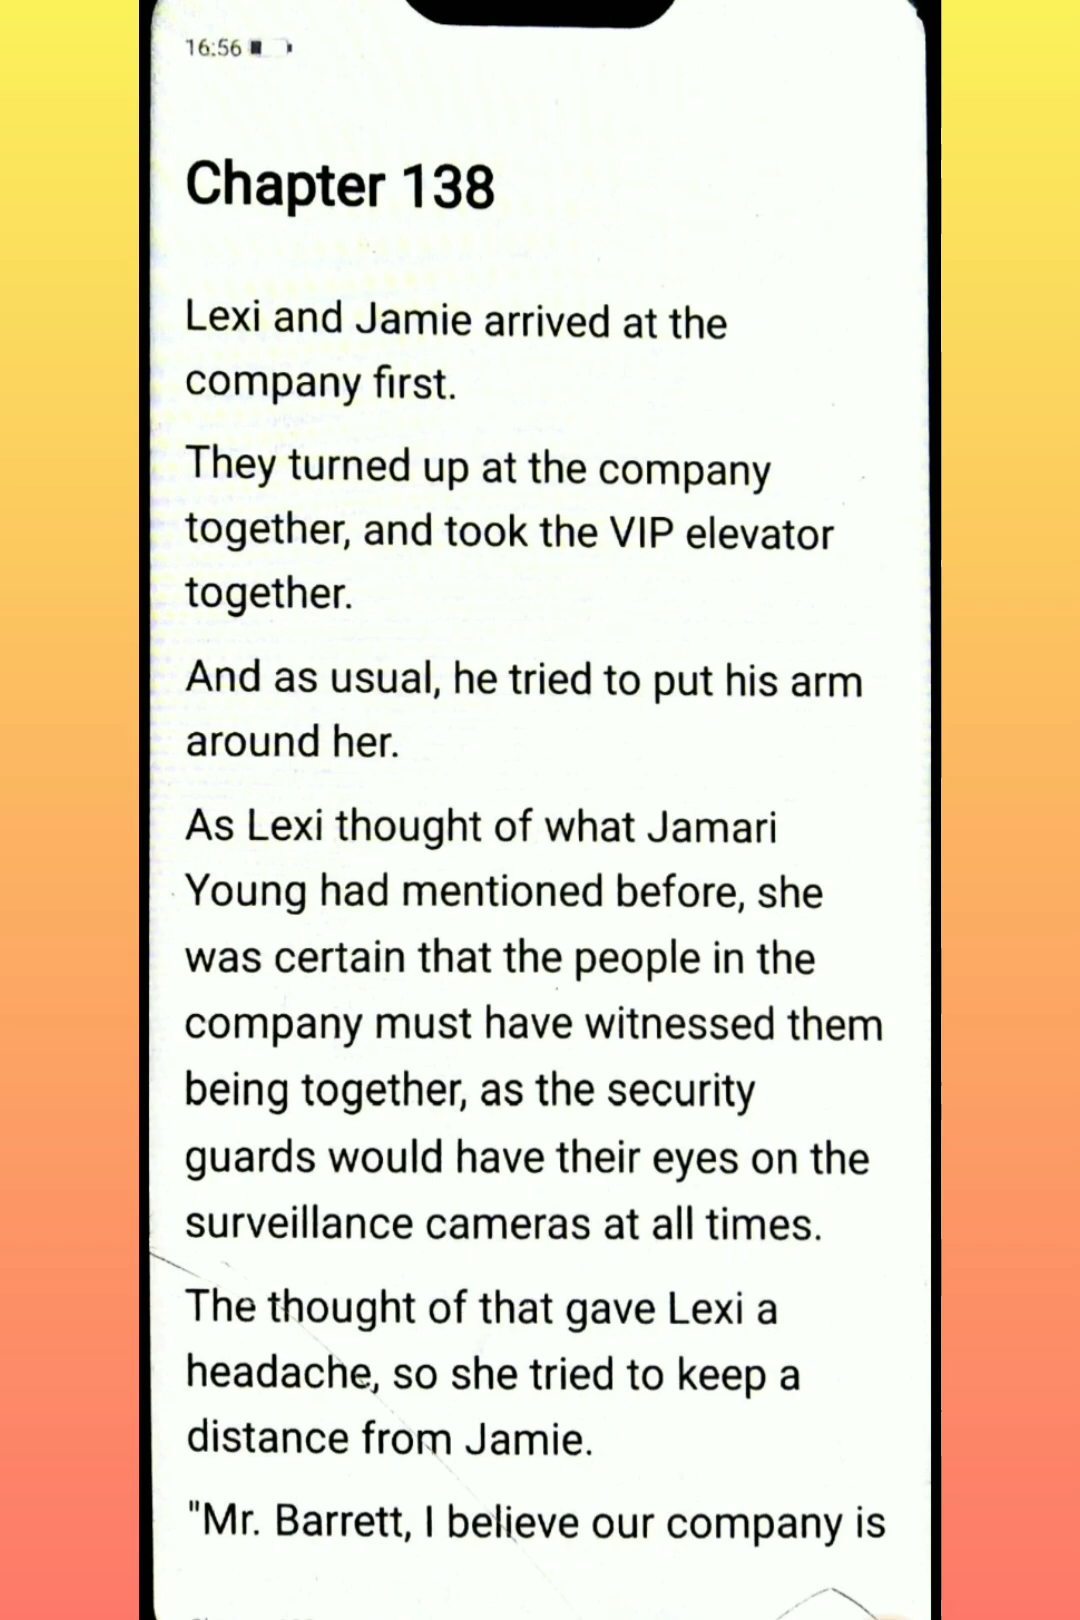 16:56
Chapter 138
Lexi and Jamie arrived at the
company first.
They turned up at the company
together, and took the VIP elevator
together.
And as usual, he tried to put his arm
around her.
As Lexi thought of what Jamari
Young had mentioned before, she
was certain that the people in the
company must have witnessed them
being together, as the security
guards would have their eyes on the
surveillance cameras at all times.
The thought of that gave Lexi a
headache, so she tried to keep a
distance from Jamie.
"Mr. Barrett, I believe our company is